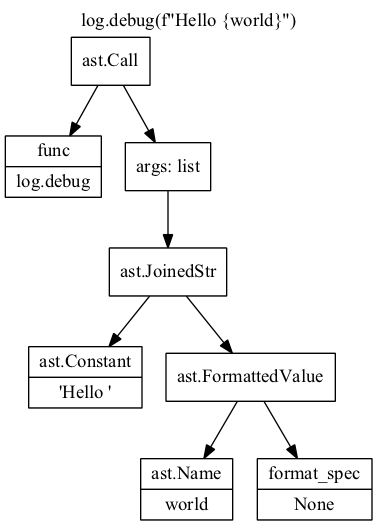 log.debug(f"Hello {world}")
ast.Call
func
log.debug
args: list
ast.JoinedStr
ast.Constant
'Hello '
ast.FormattedValue
ast.Name
world
format_spec
None